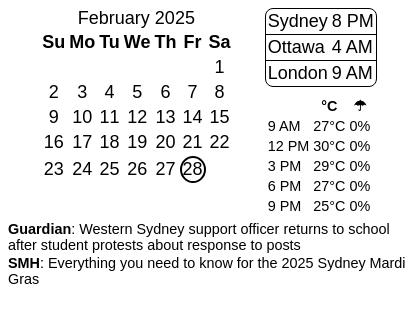 February 2025
Su Mo Tu We Th Fr Sa
1
2 3 4 5 6 7 8
9 10 11 12 13 14 15
16 17 18 19 20 21 22
23 24 25 26 27 28
Sydney 8 PM
Ottawa 4 AM
London 9 AM
°C ☂
9 AM 27°C 0%
12 PM 30°C 0%
3 PM 29°C 0%
6 PM 27°C 0%
9 PM 25°C 0%
Guardian: Western Sydney support officer returns to school
after student protests about response to posts
SMH: Everything you need to know for the 2025 Sydney Mardi
Gras